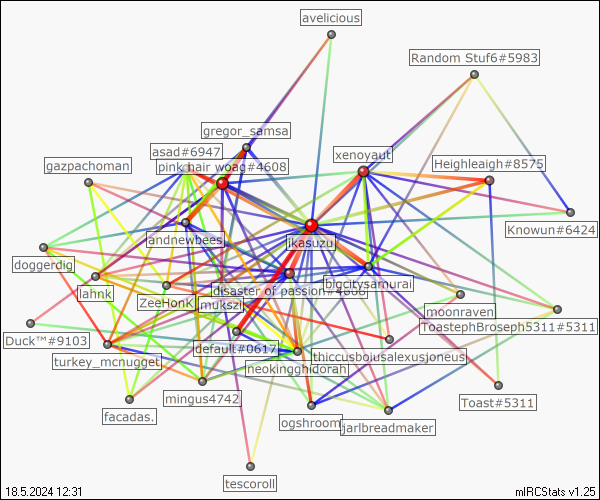 avelicious
Random Stuf6#5983
gregor_samsa
asad#6947
xenoyaut
gazpachoman
pink hair woag#4608
Heighleaigh#8575
Knowun#6424
landnewbees
jkasuzu
doggerdig
bigcitysamurai
lahnk
disaster of passion#4608
ZeeHonK
mukszi
moonraven
ToastephBroseph5311#5311
Duck™#9103
default#0617
thiccusboiusalexusjoneus
turkey_mcnugget
neokingghidorah
mingus4742
Toast#5311
facadas.
ogshroom
jarlbreadmaker
tescoroll
18.5.2024 12:31
mIRCStats v1.25